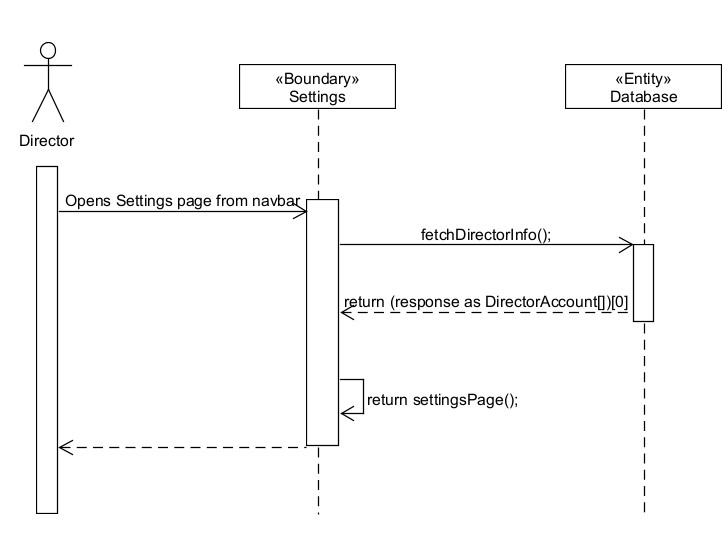 «Boundary»
Settings
«Entity»
Database
Director
Opens Settings page from navbar
fetchDirectorInfo();
return (response as DirectorAccount[])[0]
return settingsPage();